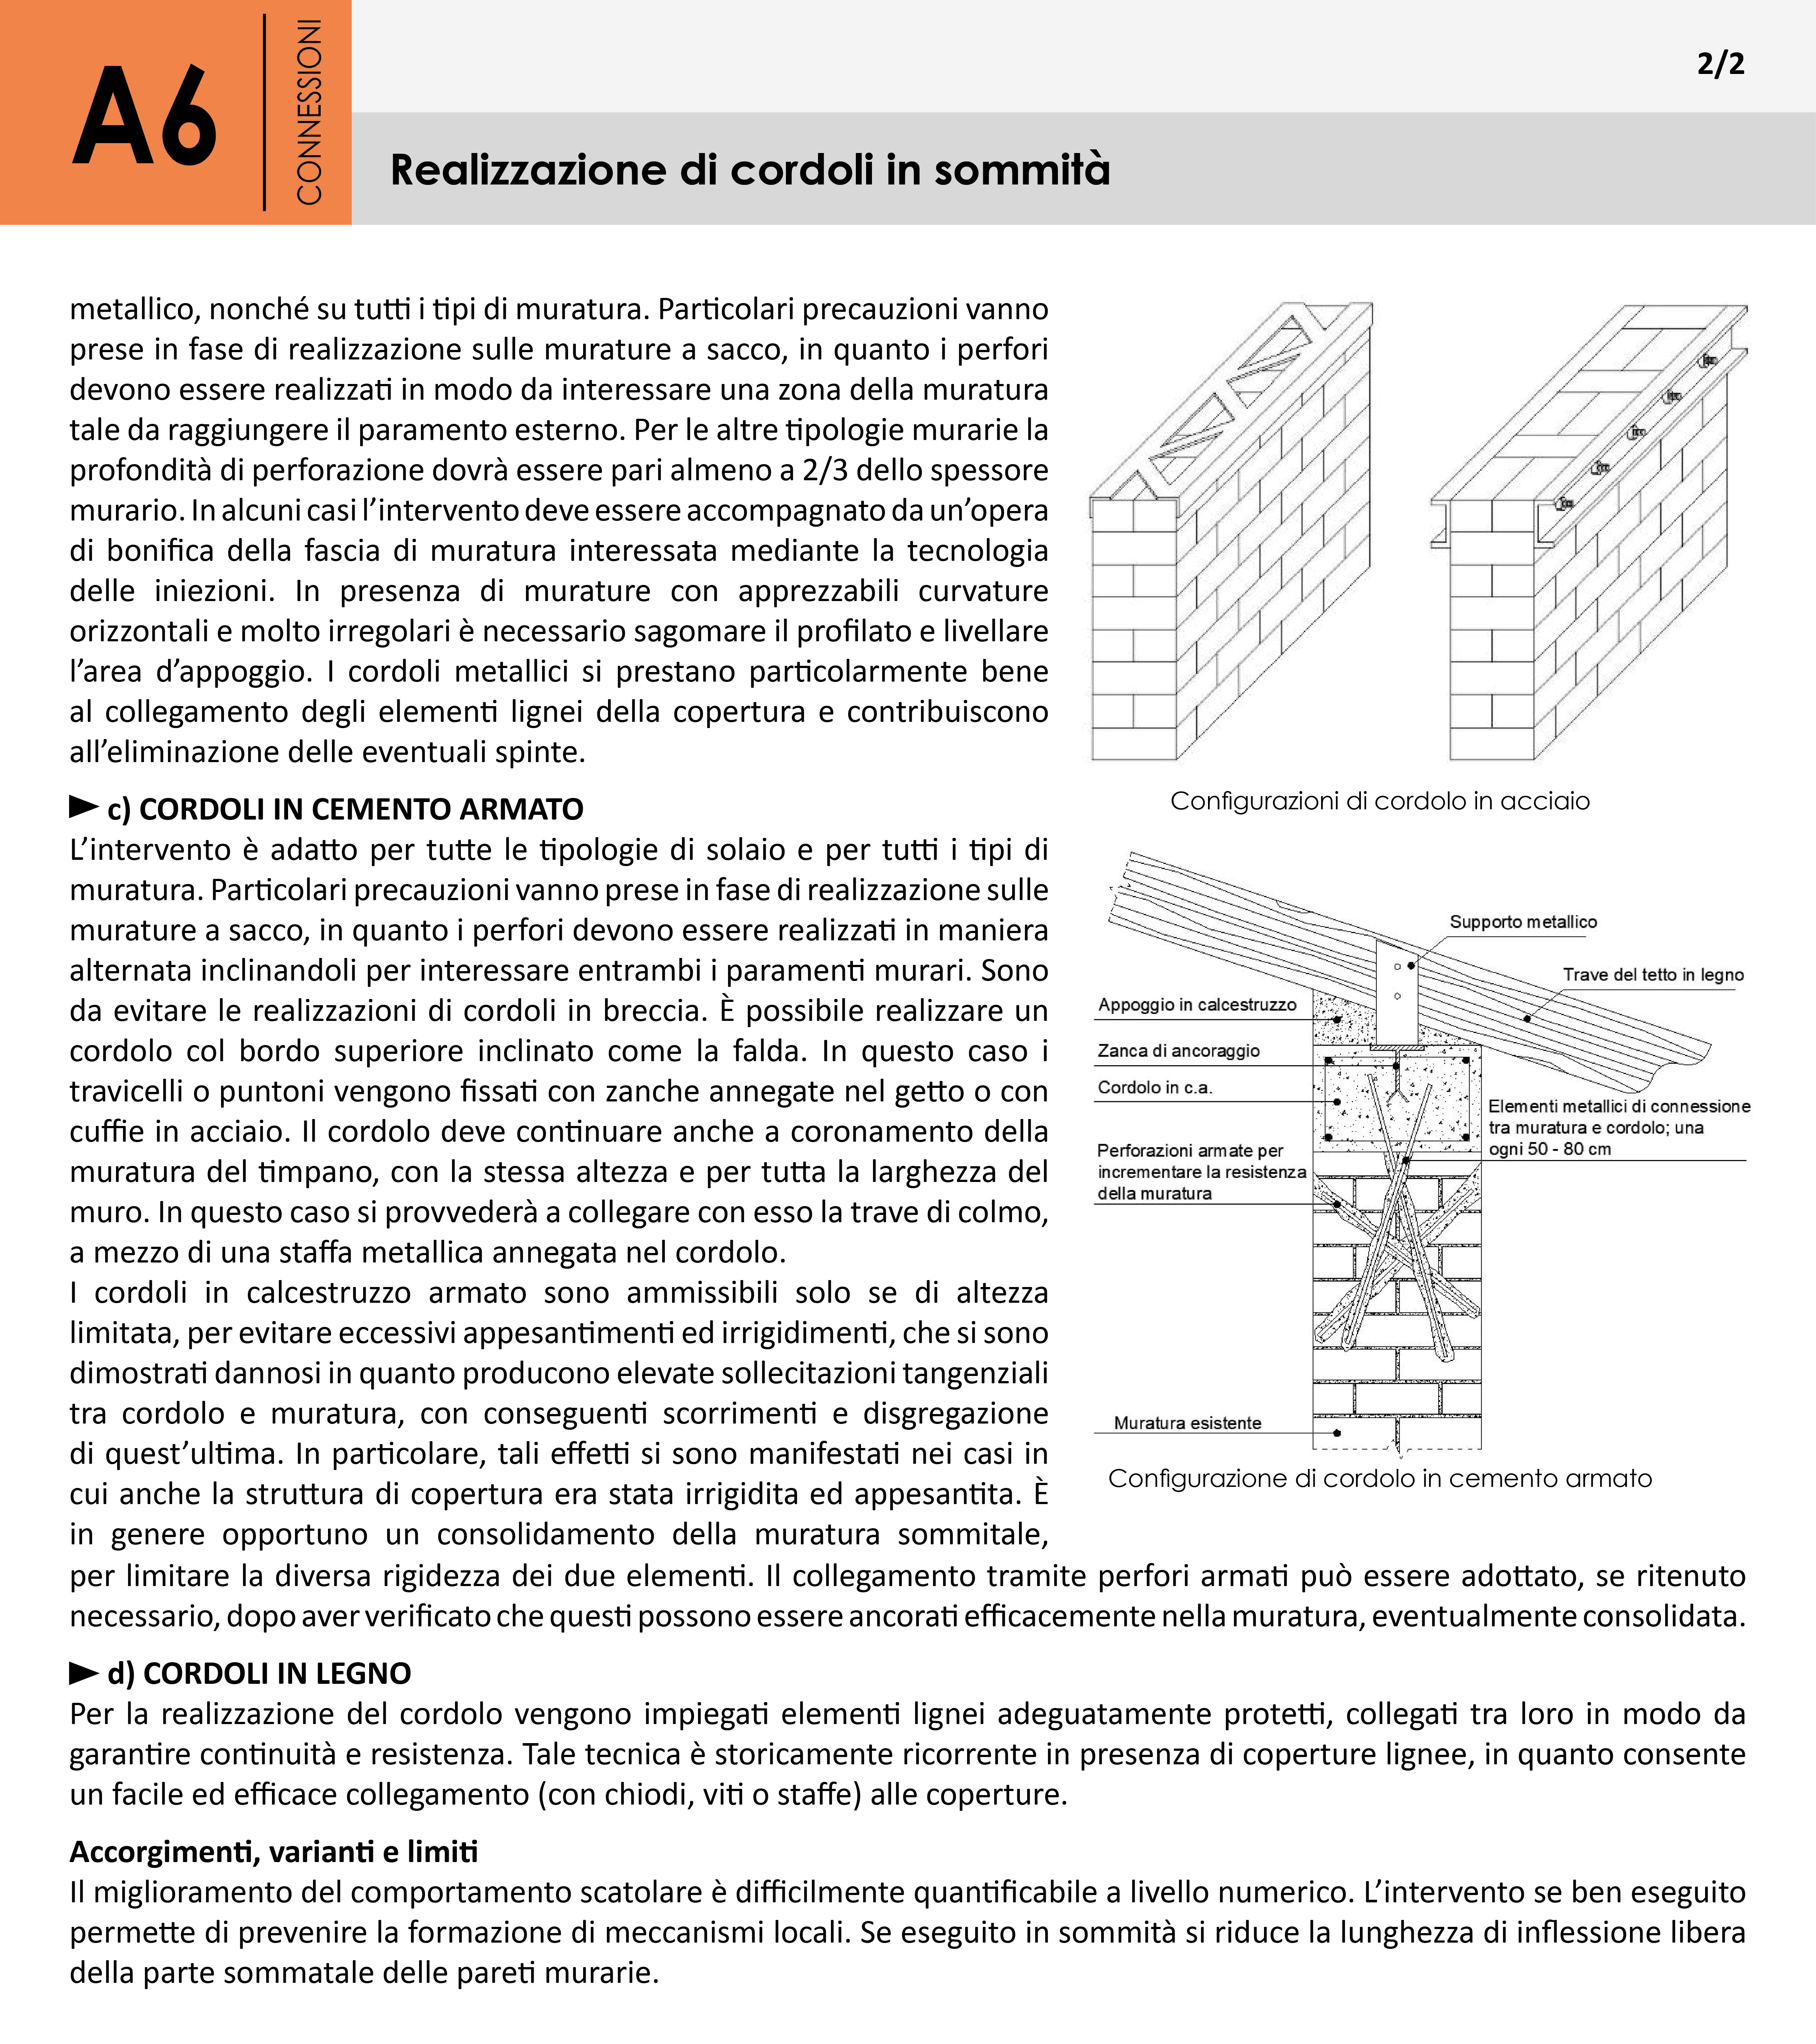 A6
CONNESSIONI
2/2
Realizzazione di cordoli in sommità
metallico, nonché su tutti i tipi di muratura. Particolari precauzioni vanno
prese in fase di realizzazione sulle murature a sacco, in quanto i perfori
devono essere realizzati in modo da interessare una zona della muratura
tale da raggiungere il paramento esterno. Per le altre tipologie murarie la
profondità di perforazione dovrà essere pari almeno a 2/3 dello spessore
murario. In alcuni casi l’intervento deve essere accompagnato da un’opera
di bonifica della fascia di muratura interessata mediante la tecnologia
delle iniezioni. In presenza di murature con apprezzabili curvature
orizzontali e molto irregolari è necessario sagomare il profilato e livellare
l’area d’appoggio. I cordoli metallici si prestano particolarmente bene
al collegamento degli elementi lignei della copertura e contribuiscono
all’eliminazione delle eventuali spinte.
Configurazioni di cordolo in acciaio
► c) CORDOLI IN CEMENTO ARMATO
L’intervento è adatto per tutte le tipologie di solaio e per tutti i tipi di
muratura. Particolari precauzioni vanno prese in fase di realizzazione sulle
murature a sacco, in quanto i perfori devono essere realizzati in maniera
alternata inclinandoli per interessare entrambi i paramenti murari. Sono
da evitare le realizzazioni di cordoli in breccia. È possibile realizzare un
cordolo col bordo superiore inclinato come la falda. In questo caso i
travicelli o puntoni vengono fissati con zanche annegate nel getto o con
cuffie in acciaio. Il cordolo deve continuare anche a coronamento della
muratura del timpano, con la stessa altezza e per tutta la larghezza del
muro. In questo caso si provvederà a collegare con esso la trave di colmo,
a mezzo di una staffa metallica annegata nel cordolo.
I cordoli in calcestruzzo armato sono ammissibili solo se di altezza
limitata, per evitare eccessivi appesantimenti ed irrigidimenti, che si sono
dimostrati dannosi in quanto producono elevate sollecitazioni tangenziali
tra cordolo e muratura, con conseguenti scorrimenti e disgregazione
di quest’ultima. In particolare, tali effetti si sono manifestati nei casi in
cui anche la struttura di copertura era stata irrigidita ed appesantita. È
in genere opportuno un consolidamento della muratura sommitale,
per limitare la diversa rigidezza dei due elementi. Il collegamento tramite perfori armati può essere adottato, se ritenuto
necessario, dopo aver verificato che questi possono essere ancorati efficacemente nella muratura, eventualmente consolidata.
Supporto metallico
Trave del tetto in legno
Appoggio in calcestruzzo
Zanca di ancoraggio
Cordolo in c.a.
Elementi metallici di connessione
tra muratura e cordolo; una
ogni 50 - 80 cm
Perforazioni armate per
incrementare la resistenza
della muratura
Muratura esistente
Configurazione di cordolo in cemento armato
► d) CORDOLI IN LEGNO
Per la realizzazione del cordolo vengono impiegati elementi lignei adeguatamente protetti, collegati tra loro in modo da
garantire continuità e resistenza. Tale tecnica è storicamente ricorrente in presenza di coperture lignee, in quanto consente
un facile ed efficace collegamento (con chiodi, viti o staffe) alle coperture.
Accorgimenti, varianti e limiti
Il miglioramento del comportamento scatolare è difficilmente quantificabile a livello numerico. L’intervento se ben eseguito
permette di prevenire la formazione di meccanismi locali. Se eseguito in sommità si riduce la lunghezza di inflessione libera
della parte sommatale delle pareti murarie.